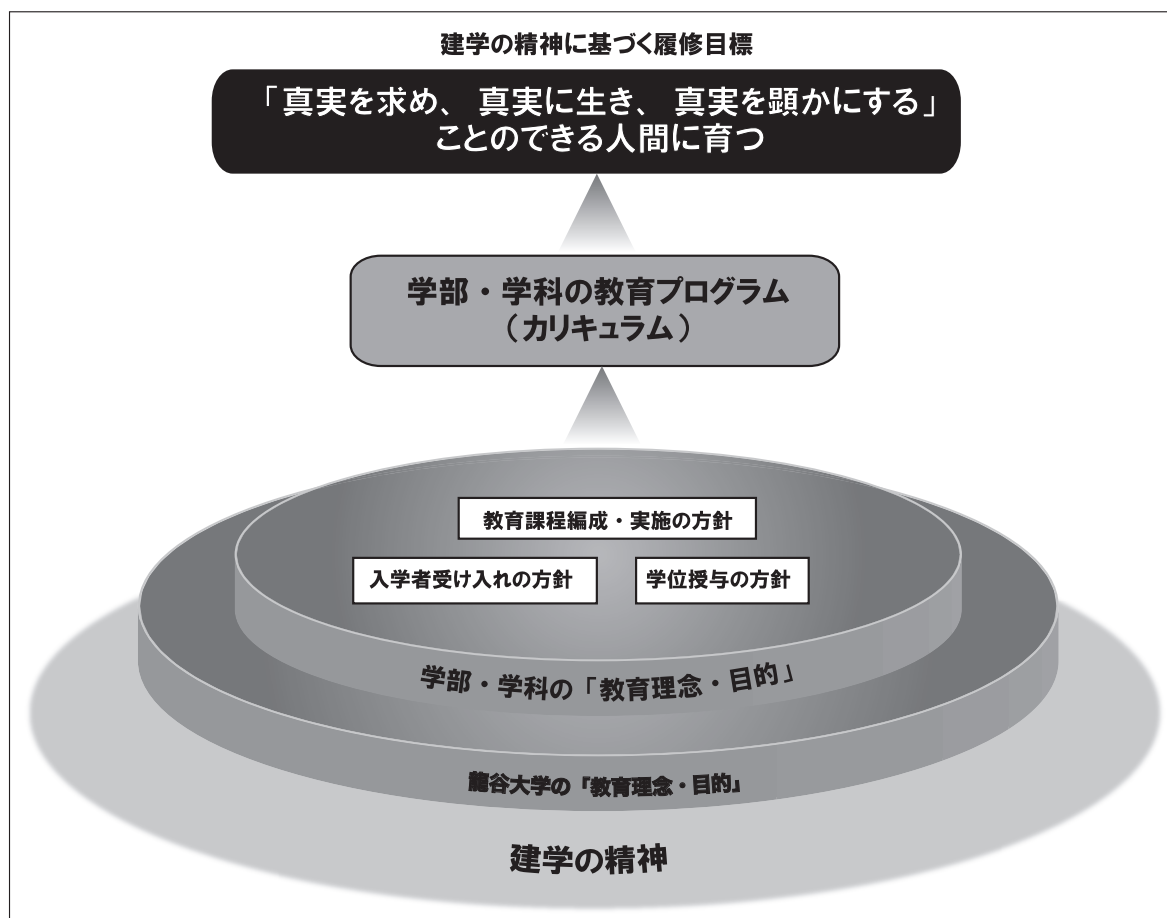 建学の精神に基づく履修目標
「真実を求め、真実に生き、真実を顕かにする」
ことのできる人間に育つ
学部・学科の教育プログラム
（カリキュラム）
教育課程編成・実施の方針
入学者受け入れの方針
学位授与の方針
学部・学科の「教育理念・目的」
龍谷大学の「教育理念・目的」
建学の精神